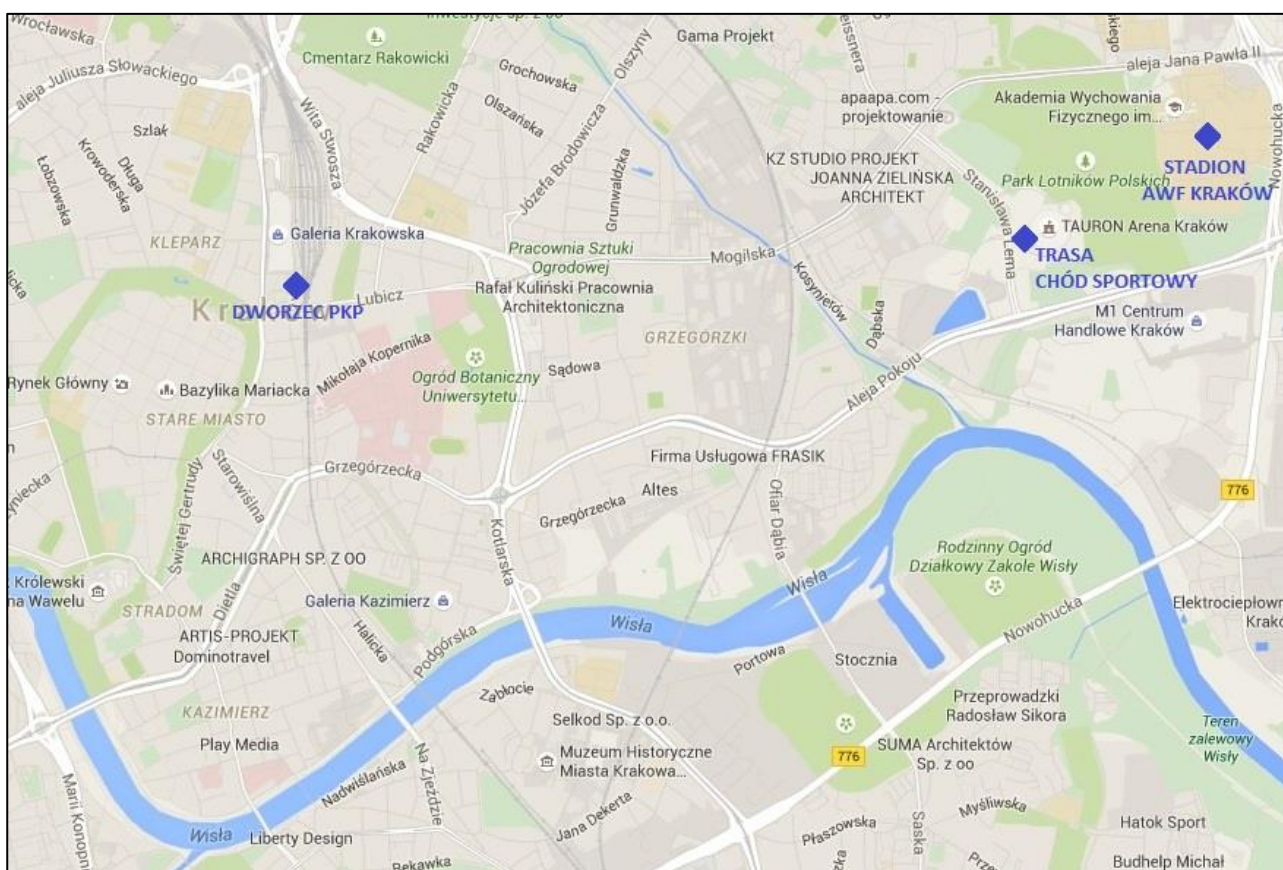 Wrocławska
aleja Juliusza Słowackiego
Cmentarz Rakowicki
Gama Projekt
aleja Jana Pawła II
Grochowska
Olszyny
Olszańska
Józefa Brodowicza
Rakowicka
Wita Stwosza
Szlak
Długa
Krowoderska
Łobzowska
KLEPARZ
Galeria Krakowska
Grunwaldzka
apaapa.com -
projektowanie
Akademia Wychowania
Fizycznego im...
Nowohucka
STADION
AWF KRAKÓW
KZ STUDIO PROJEKT
JOANNA ZIELIŃSKA
ARCHITEKT
Stanisława Lema
Park Lotników Polskich
TAURON Arena Kraków
TRASA
CHÓD SPORTOWY
Pracownia Sztuki
Ogrodowej
Rafał Kuliński Pracownia
Architektoniczna
Mogilska
Kosynierów
DWORZEC PKP
Lubicz
GRZEGÓRZKI
Dąbska
M1 Centrum
Handlowe Kraków
Mikołaja Kopernika
Ogród Botaniczny
Uniwersytetu...
Sądowa
Aleja Pokoju
Rynek Główny
Bazylika Mariacka
STARE MIASTO
Starowiślna
Świętej Gertrudy
Grzegórzecka
Firma Usługowa FRASIK
Altes
Grzegórzecka
Ofiar Dąbia
776
Kotlarska
ARCHIGRAPH SP. Z OO
Rodzinny Ogród
Działkowy Zakole Wisły
Królewski
na Wawelu
STRADOM
Dietla
Galeria Kazimierz
Wisła
Wisła
Nowohucka
ARTIS-PROJEKT
Dominotravel
Halicka
Podgórska
Portowa
Stocznia
Zabłocie
Przeprowadzki
Radosław Sikora
KAZIMIERZ
Play Media
Selkod Sp. z o.o.
Teren
zalewowy
Wisły
Muzeum Historyczne
Miasta Krakowa...
776
SUMA Architektów
Sp. z oo
Na Zjeździe
Nadwiślańska
Jana Dekerta
Myśliwska
Płaszowska
Saska
Wisła
Liberty Design
Hatok Sport
Budhelp Michał